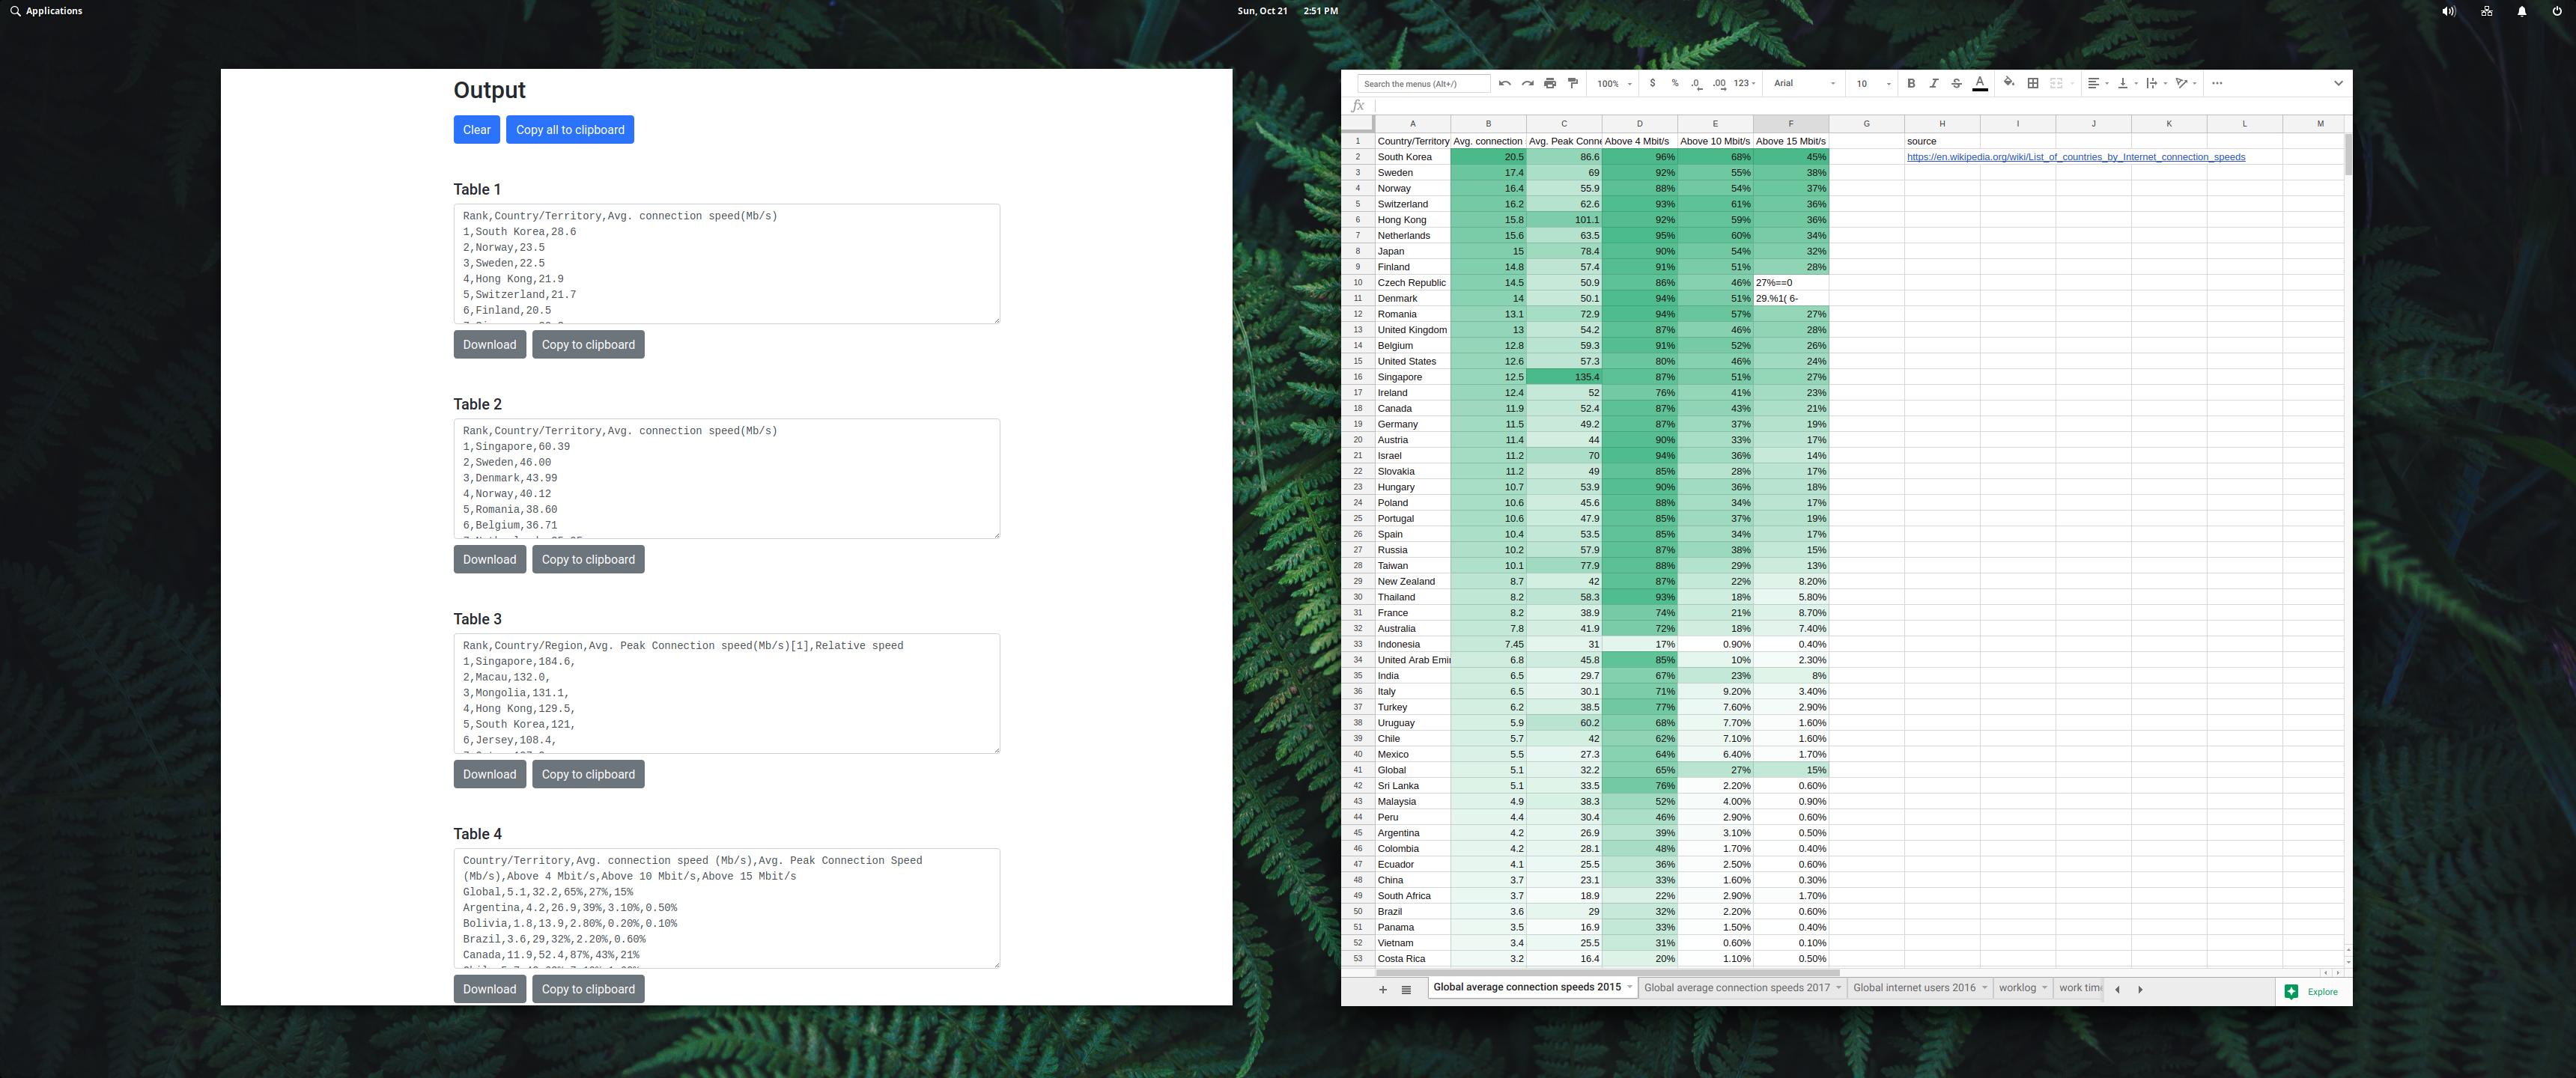 Applications
Sun, Oct 21 2:51 PM
Output
Clear Copy all to clipboard
Table 1
Rank,Country/Territory,Avg. connection speed(Mb/s)
1,South Korea,28.6
2,Norway,23.5
3,Sweden,22.5
4,Hong Kong,21.9
5,Switzerland,21.7
6,Finland,20.5
Download Copy to clipboard
Table 2
Rank,Country/Territory,Avg. connection speed(Mb/s)
1,Singapore,60.39
2,Sweden,46.00
3,Denmark,43.99
4,Norway,40.12
5,Romania,38.60
6,Belgium,36.71
Download Copy to clipboard
Table 3
Rank,Country/Region,Avg. Peak Connection speed(Mb/s)[1],Relative speed
1,Singapore,184.6,
2,Macau,132.0,
3,Mongolia,131.1,
4,Hong Kong,129.5,
5,South Korea,121,
6,Jersey,108.4,
Download Copy to clipboard
Table 4
Country/Territory,Avg. connection speed (Mb/s),Avg. Peak Connection Speed
(Mb/s),Above 4 Mbit/s,Above 10 Mbit/s,Above 15 Mbit/s
Global,5.1,32.2,65%,27%,15%
Argentina,4.2,26.9,39%,3.10%,0.50%
Bolivia,1.8,13.9,2.80%,0.20%,0.10%
Brazil,3.6,29,32%,2.20%,0.60%
Canada,11.9,52.4,87%,43%,21%
Download Copy to clipboard
Search the menus (Alt+/) 100% $ % .0 .00 123 Arial 10 B I S A
fx
A B C D E F G H I J K L M
1 Country/Territory Avg. connection Avg. Peak Conne Above 4 Mbit/s Above 10 Mbit/s Above 15 Mbit/s source
2 South Korea 20.5 86.6 96% 68% 45% https://en.wikipedia.org/wiki/List_of_countries_by_Internet_connection_speeds
3 Sweden 17.4 69 92% 55% 38%
4 Norway 16.4 55.9 88% 54% 37%
5 Switzerland 16.2 62.6 93% 61% 36%
6 Hong Kong 15.8 101.1 92% 59% 36%
7 Netherlands 15.6 63.5 95% 60% 34%
8 Japan 15 78.4 90% 54% 32%
9 Finland 14.8 57.4 91% 51% 28%
10 Czech Republic 14.5 50.9 86% 46% 27%==0
11 Denmark 14 50.1 94% 51% 29.%1( 6-
12 Romania 13.1 72.9 94% 57% 27%
13 United Kingdom 13 54.2 87% 46% 28%
14 Belgium 12.8 59.3 91% 52% 26%
15 United States 12.6 57.3 80% 46% 24%
16 Singapore 12.5 135.4 87% 51% 27%
17 Ireland 12.4 52 76% 41% 23%
18 Canada 11.9 52.4 87% 43% 21%
19 Germany 11.5 49.2 87% 37% 19%
20 Austria 11.4 44 90% 33% 17%
21 Israel 11.2 70 94% 36% 14%
22 Slovakia 11.2 49 85% 28% 17%
23 Hungary 10.7 53.9 90% 36% 18%
24 Poland 10.6 45.6 88% 34% 17%
25 Portugal 10.6 47.9 85% 37% 19%
26 Spain 10.4 53.5 85% 34% 17%
27 Russia 10.2 57.9 87% 38% 15%
28 Taiwan 10.1 77.9 88% 29% 13%
29 New Zealand 8.7 42 87% 22% 8.20%
30 Thailand 8.2 58.3 93% 18% 5.80%
31 France 8.2 38.9 74% 21% 8.70%
32 Australia 7.8 41.9 72% 18% 7.40%
33 Indonesia 7.45 31 17% 0.90% 0.40%
34 United Arab Emir 6.8 45.8 85% 10% 2.30%
35 India 6.5 29.7 67% 23% 8%
36 Italy 6.5 30.1 71% 9.20% 3.40%
37 Turkey 6.2 38.5 77% 7.60% 2.90%
38 Uruguay 5.9 60.2 68% 7.70% 1.60%
39 Chile 5.7 42 62% 7.10% 1.60%
40 Mexico 5.5 27.3 64% 6.40% 1.70%
41 Global 5.1 32.2 65% 27% 15%
42 Sri Lanka 5.1 33.5 76% 2.20% 0.60%
43 Malaysia 4.9 38.3 52% 4.00% 0.90%
44 Peru 4.4 30.4 46% 2.90% 0.60%
45 Argentina 4.2 26.9 39% 3.10% 0.50%
46 Colombia 4.2 28.1 48% 1.70% 0.40%
47 Ecuador 4.1 25.5 36% 2.50% 0.60%
48 China 3.7 23.1 33% 1.60% 0.30%
49 South Africa 3.7 18.9 22% 2.90% 1.70%
50 Brazil 3.6 29 32% 2.20% 0.60%
51 Panama 3.5 16.9 33% 1.50% 0.40%
52 Vietnam 3.4 25.5 31% 0.60% 0.10%
53 Costa Rica 3.2 16.4 20% 1.10% 0.50%
Global average connection speeds 2015 Global average connection speeds 2017 Global internet users 2016 worklog work tim Explore